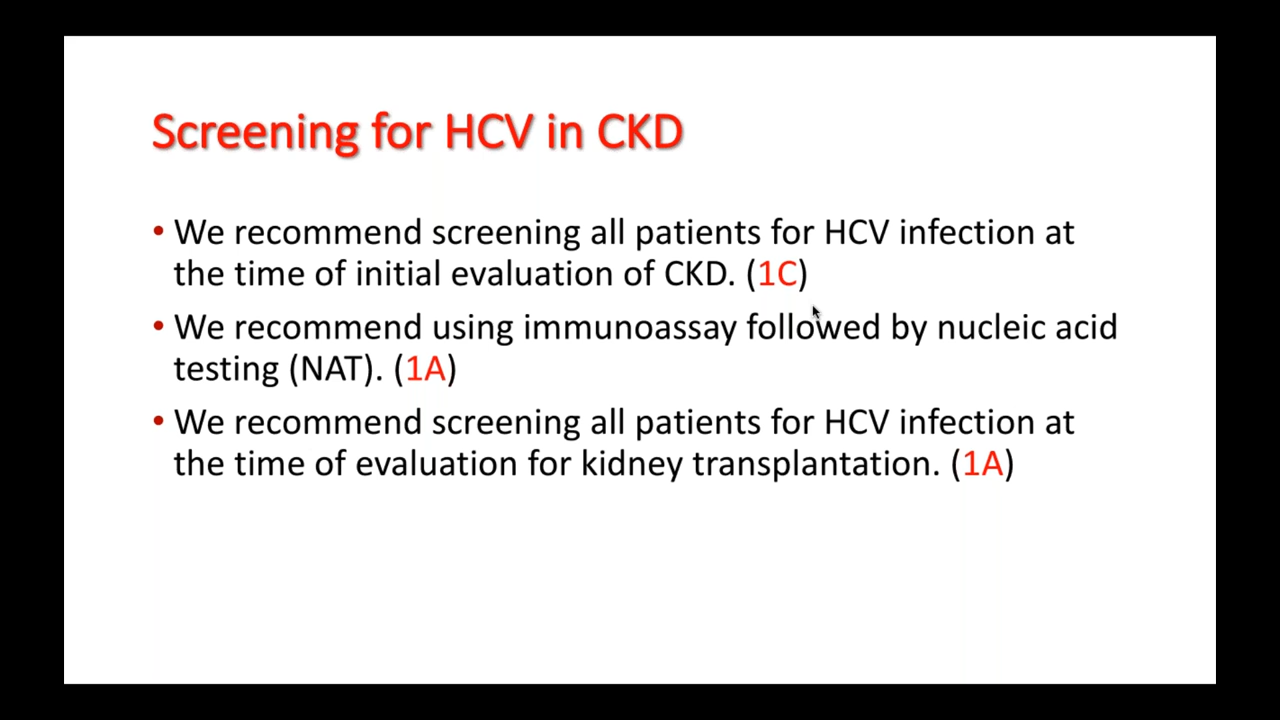 Screening for HCV in CKD
• We recommend screening all patients for HCV infection at
the time of initial evaluation of CKD. (1C)
• We recommend using immunoassay followed by nucleic acid
testing (NAT). (1A)
• We recommend screening all patients for HCV infection at
the time of evaluation for kidney transplantation. (1A)